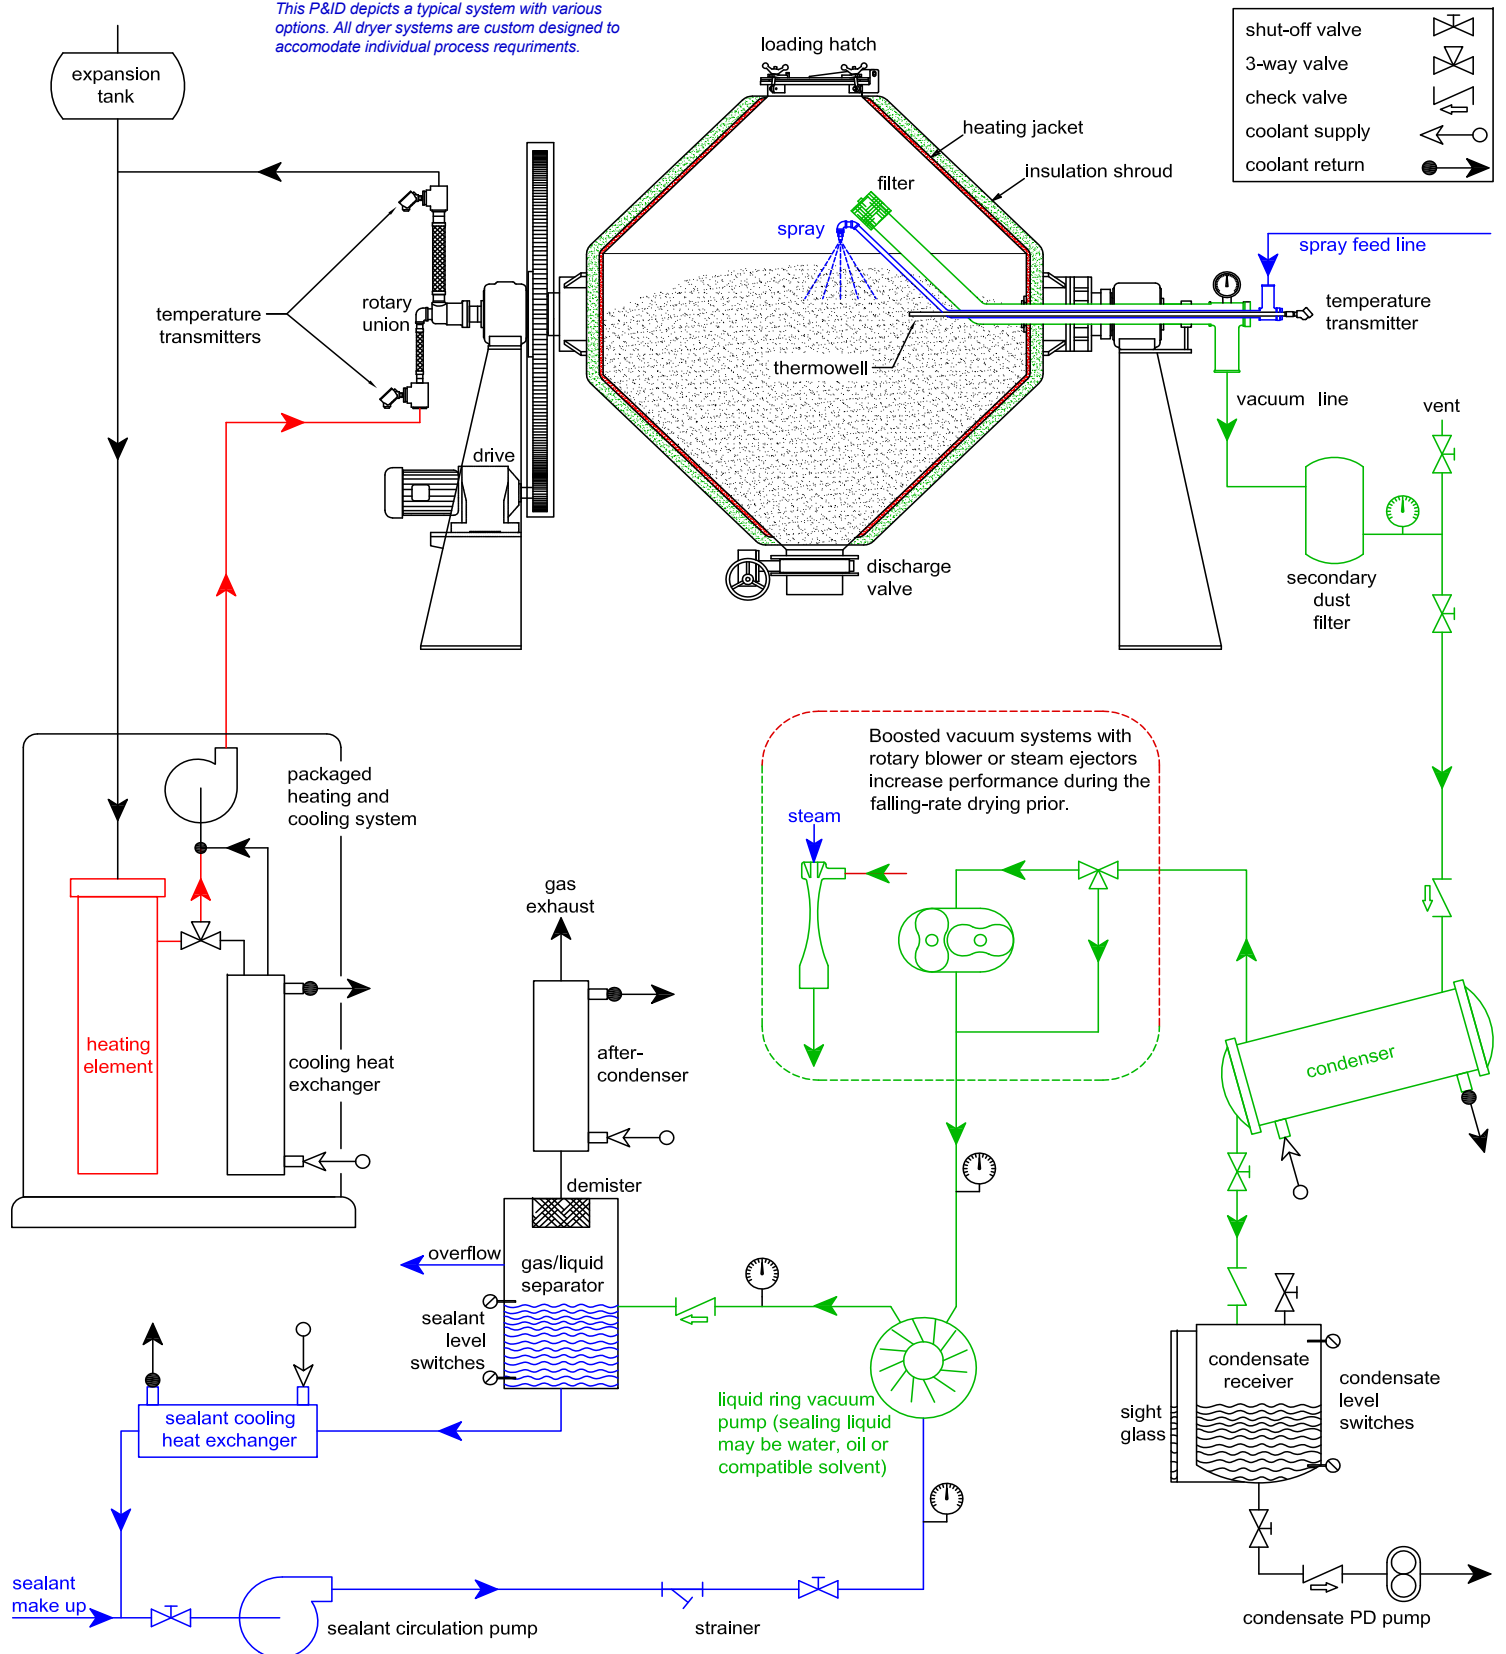 This P&ID depicts a typical system with various
options. All dryer systems are custom designed to
accomodate individual process requriments.
expansion
tank
loading hatch
shut-off valve
3-way valve
check valve
coolant supply
coolant return
heating jacket
insulation shroud
filter
spray
spray feed line
rotary
union
temperature
transmitters
temperature
transmitter
thermowell
vacuum line
vent
drive
discharge
valve
secondary
dust
filter
packaged
heating and
cooling system
Boosted vacuum systems with
rotary blower or steam ejectors
increase performance during the
falling-rate drying prior.
steam
gas
exhaust
heating
element
cooling heat
exchanger
after-
condenser
condenser
demister
overflow
gas/liquid
separator
sealant
level
switches
condensate
receiver
condensate
level
switches
sight
glass
liquid ring vacuum
pump (sealing liquid
may be water, oil or
compatible solvent)
sealant cooling
heat exchanger
sealant
make up
sealant circulation pump
strainer
condensate PD pump